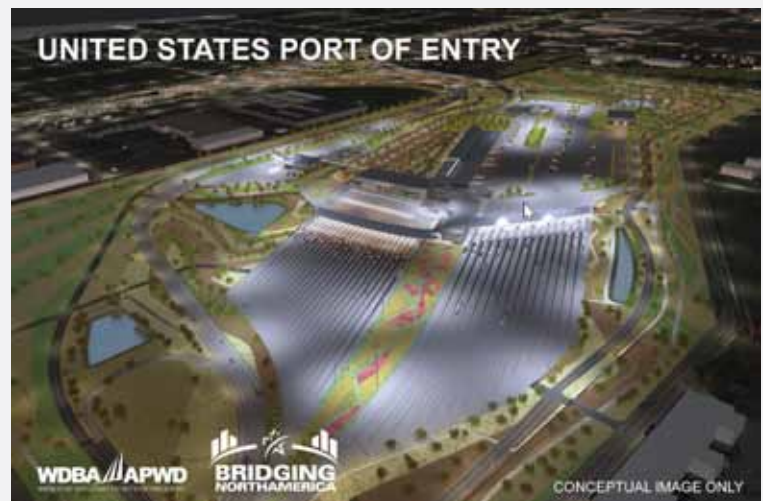 UNITED STATES PORT OF ENTRY
WDBA APWD
BRIDGING
NORTHAMERICA
CONCEPTUAL IMAGE ONLY